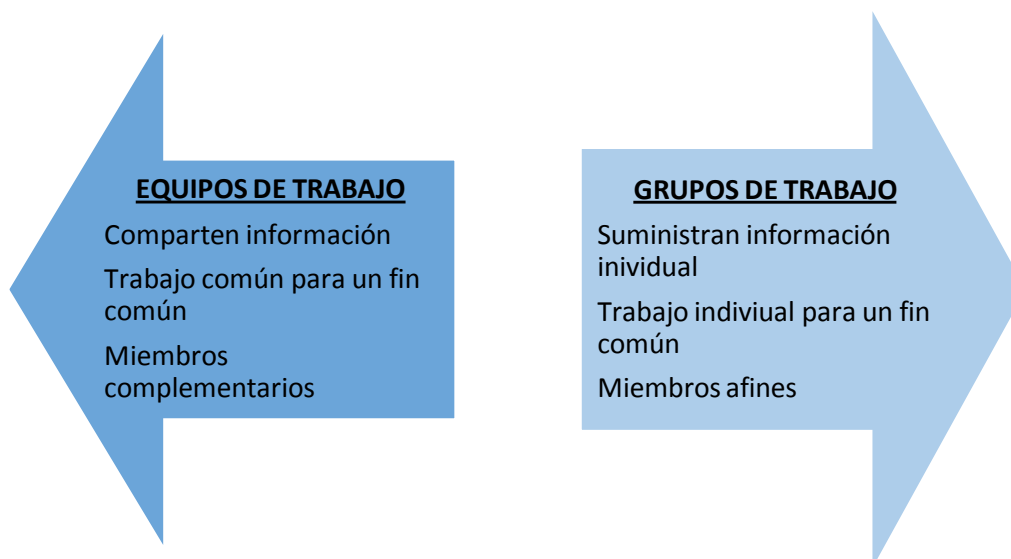 EQUIPOS DE TRABAJO
Comparten información
Trabajo común para un fin
común
Miembros
complementarios
GRUPOS DE TRABAJO
Suministran información
inividual
Trabajo indiviual para un fin
común
Miembros afines